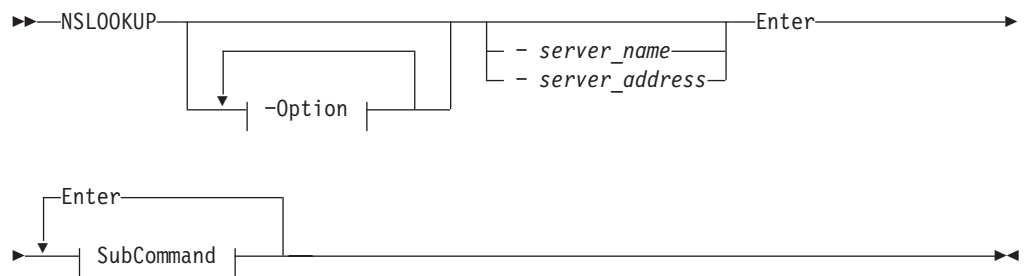 NSLOOKUP
Enter
- server_name
- server_address
-Option
Enter
SubCommand